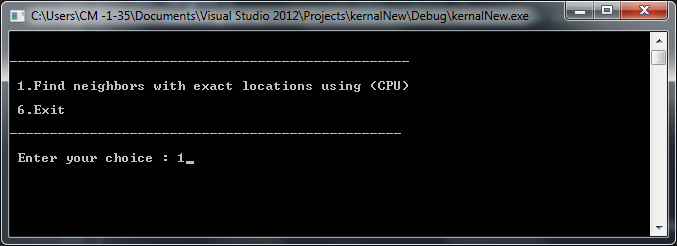 C:\Users\CM -1-35\Documents\Visual Studio 2012\Projects\kernalNew\Debug\kernalNew.exe
--------------------------------------------------
1.Find neighbors with exact locations using (CPU)
6.Exit
-------------------------------------------------
Enter your choice : 1_